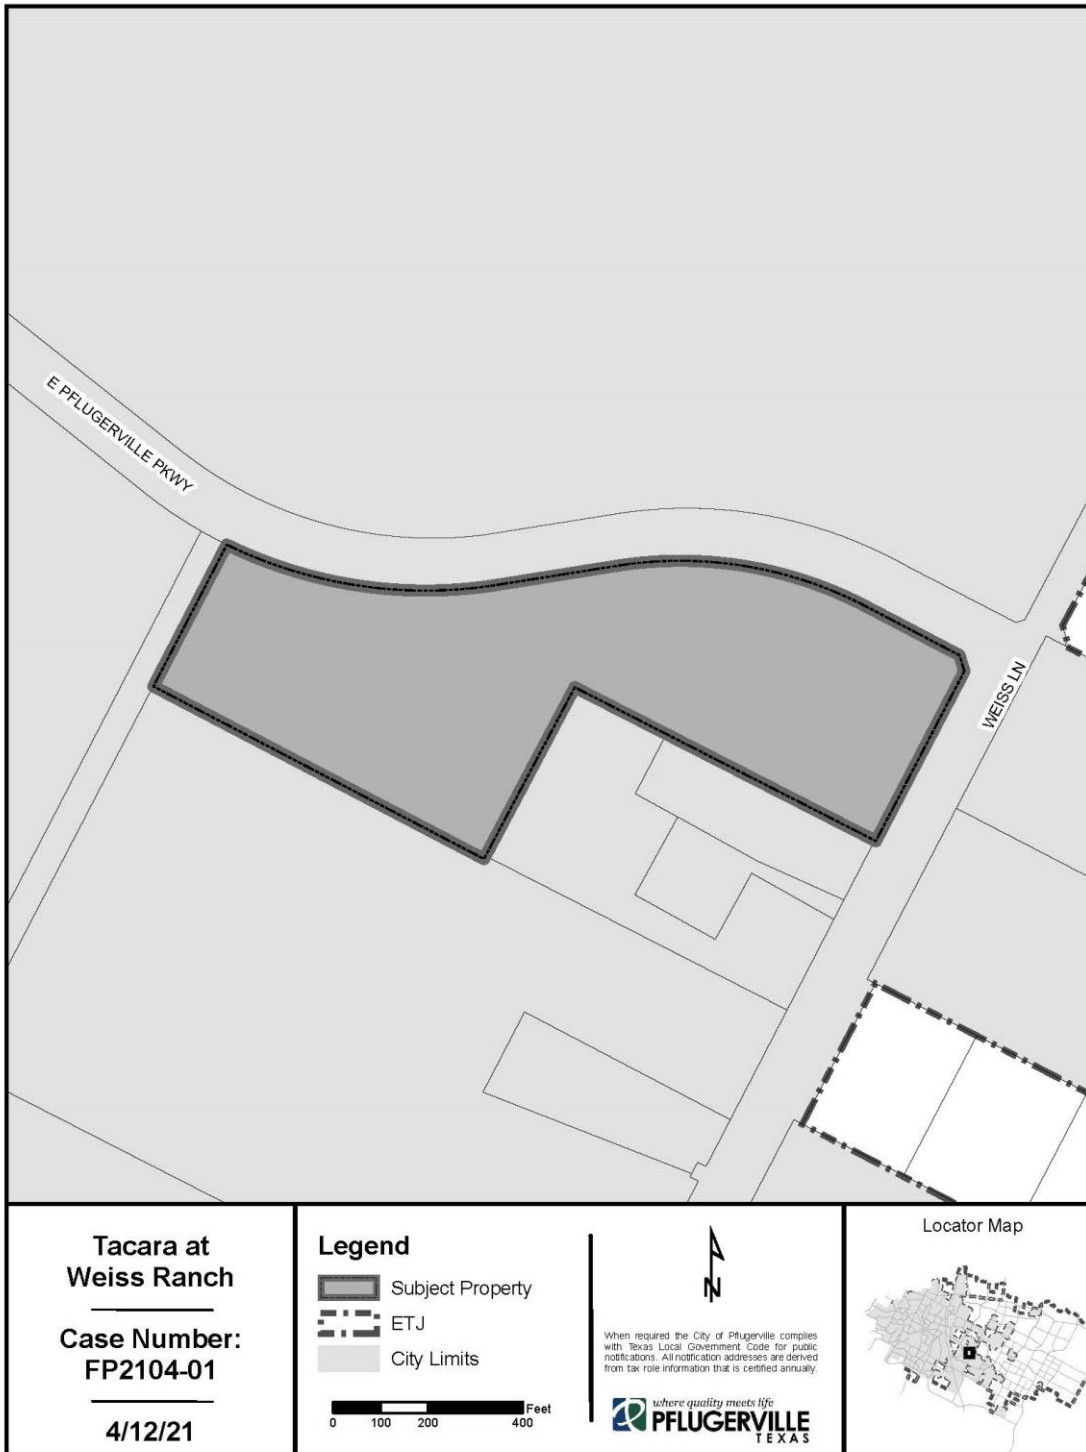 E PFLUGERVILLE PKWY
WEISS LN
Tacara at
Weiss Ranch
Case Number:
FP2104-01
4/12/21
Legend
Subject Property
ETJ
City Limits
Feet
0 100 200 400
N
When required the City of Pflugerville complies
with Texas Local Government Code for public
notifications. All notification addresses are derived
from tax role information that is certified annually.
where quality meets life
PFLUGERVILLE
TEXAS
Locator Map